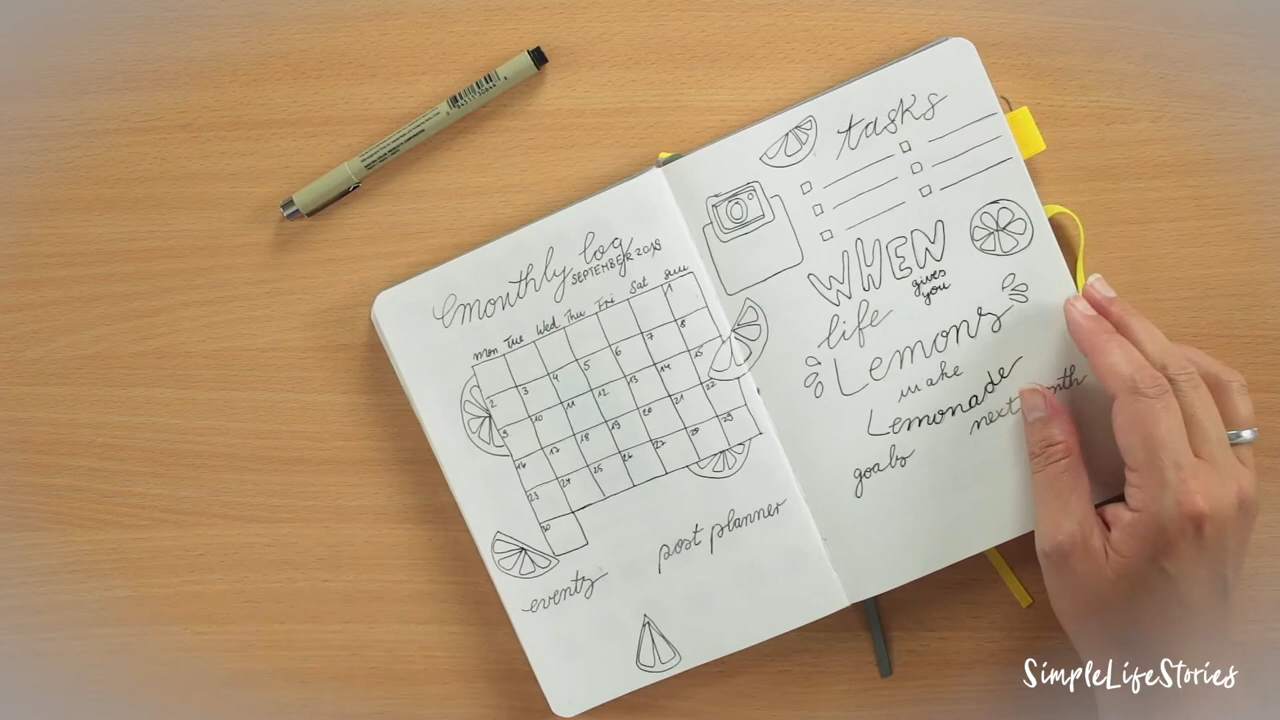 monthly log
SEPTEMBER 2019
Mon Tue Wed Thu Fri Sat Sun
1
2 3 4 5 6 7 8
9 10 11 12 13 14 15
16 17 18 19 20 21 22
23 24 25 26 27 28 29
30
events
post planner
tasks
WHEN
gives
you
life
Lemons
make
Lemonade
goals
next
SimpleLifeStories